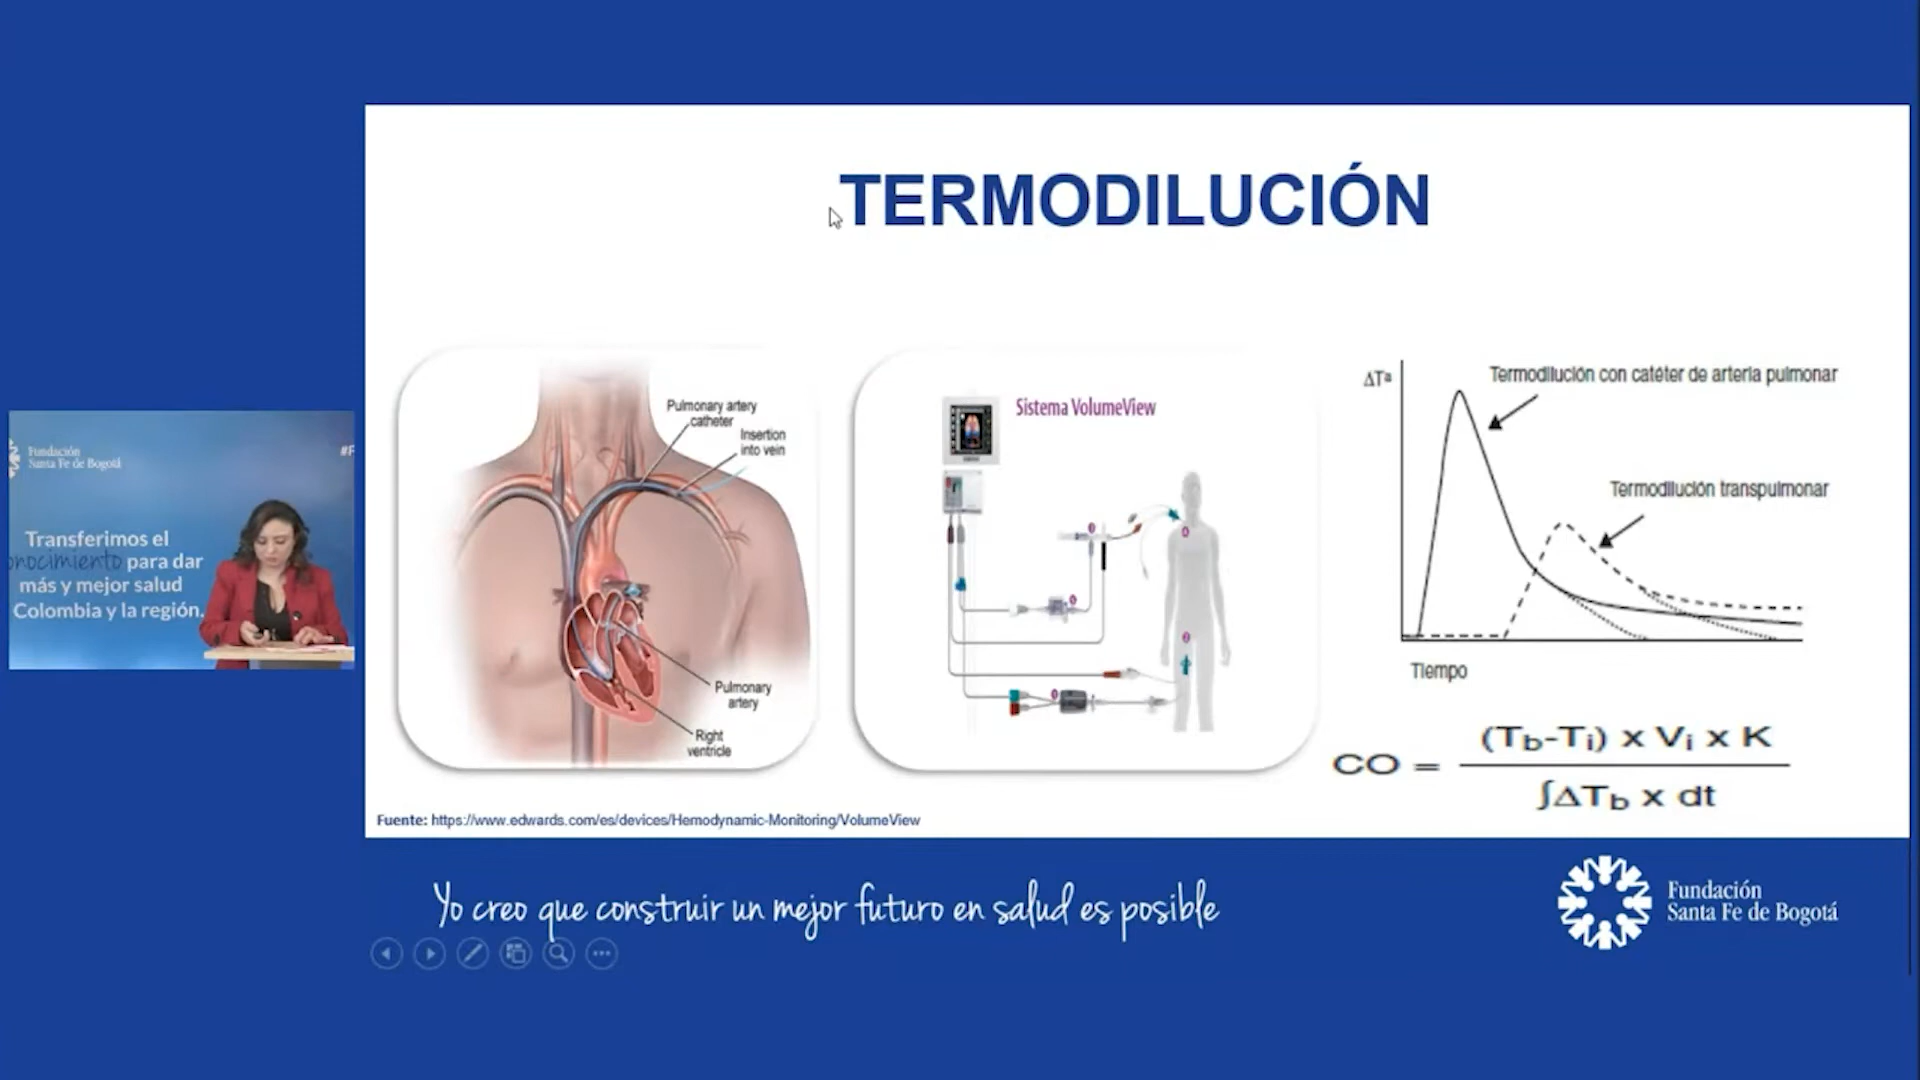 TERMODILUCIÓN
Pulmonary artery
catheter
Insertion
into vein
Pulmonary
artery
Right
ventricle
Sistema VolumeView
ΔTª
Termodilución con catéter de arteria pulmonar
Termodilución transpulmonar
Tiempo
CO = (Tb-Ti) x Vi x K
∫ΔTb x dt
Fuente: https://www.edwards.com/es/devices/Hemodynamic-Monitoring/VolumeView
Fundación
Santa Fe de Bogotá
#F
Transferimos el
onocimiento para dar
más y mejor salud
Colombia y la región.
Yo creo que construir un mejor futuro en salud es posible
Fundación
Santa Fe de Bogotá